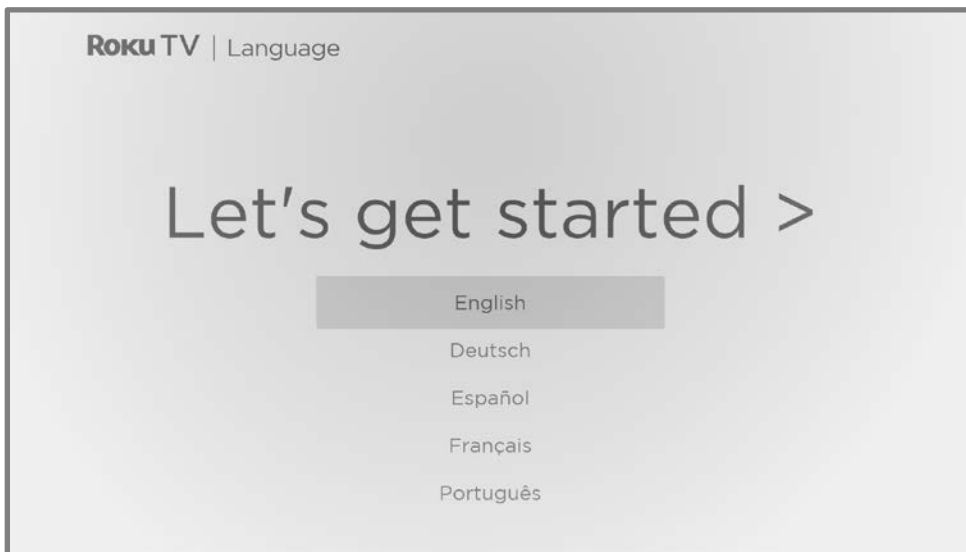 Roku TV | Language
Let's get started >
English
Deutsch
Español
Français
Português